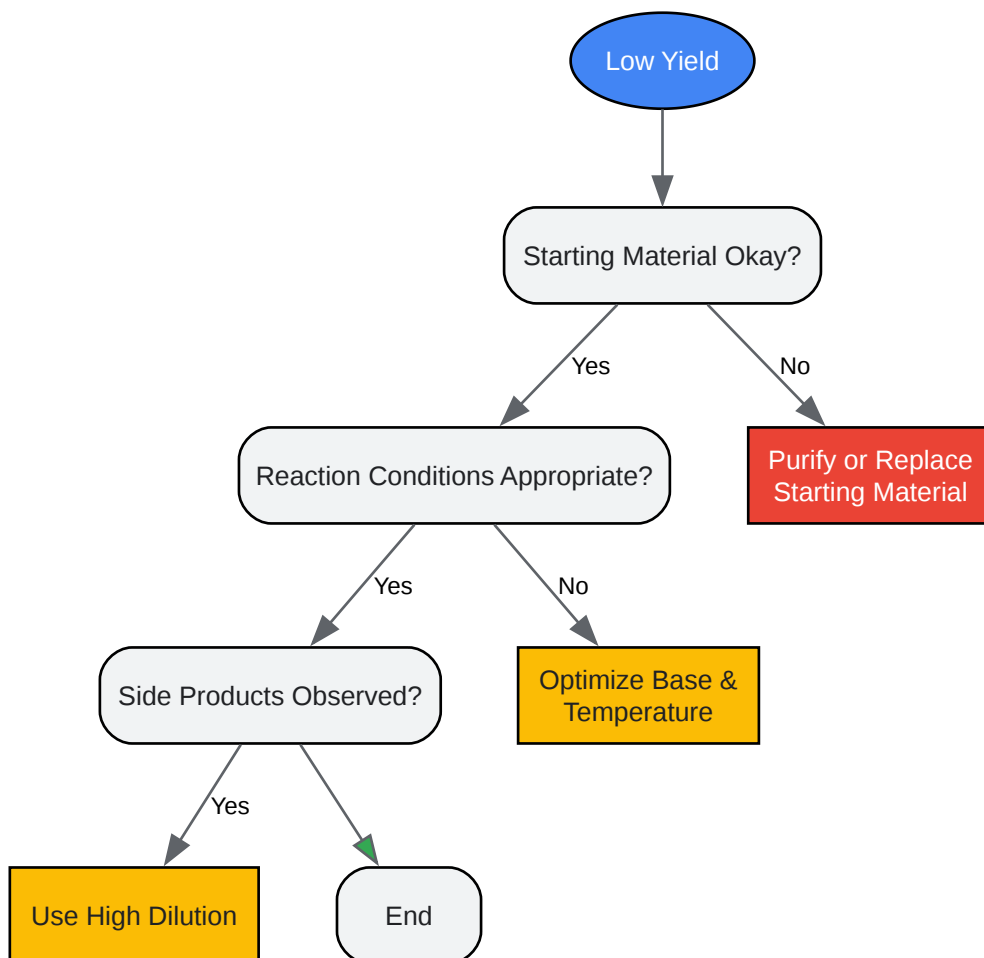 Low Yield
Starting Material Okay?
Yes
No
Reaction Conditions Appropriate?
Purify or Replace
Starting Material
Yes
No
Side Products Observed?
Optimize Base &
Temperature
Yes
Use High Dilution
End